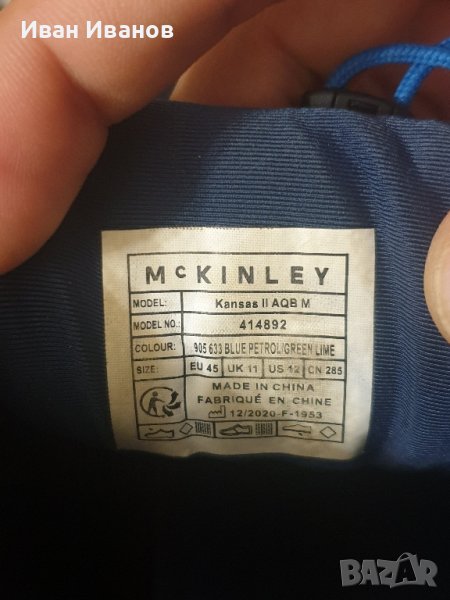 Иван Иванов
McKINLEY
MODEL: Kansas II AQB M
MODEL NO.: 414892
COLOUR: 905 633 BLUE PETROL/GREEN LIME
SIZE: EU 45 UK 11 US 12 CN 285
MADE IN CHINA
FABRIQUÉ EN CHINE
12/2020-F-1953
BAZAR